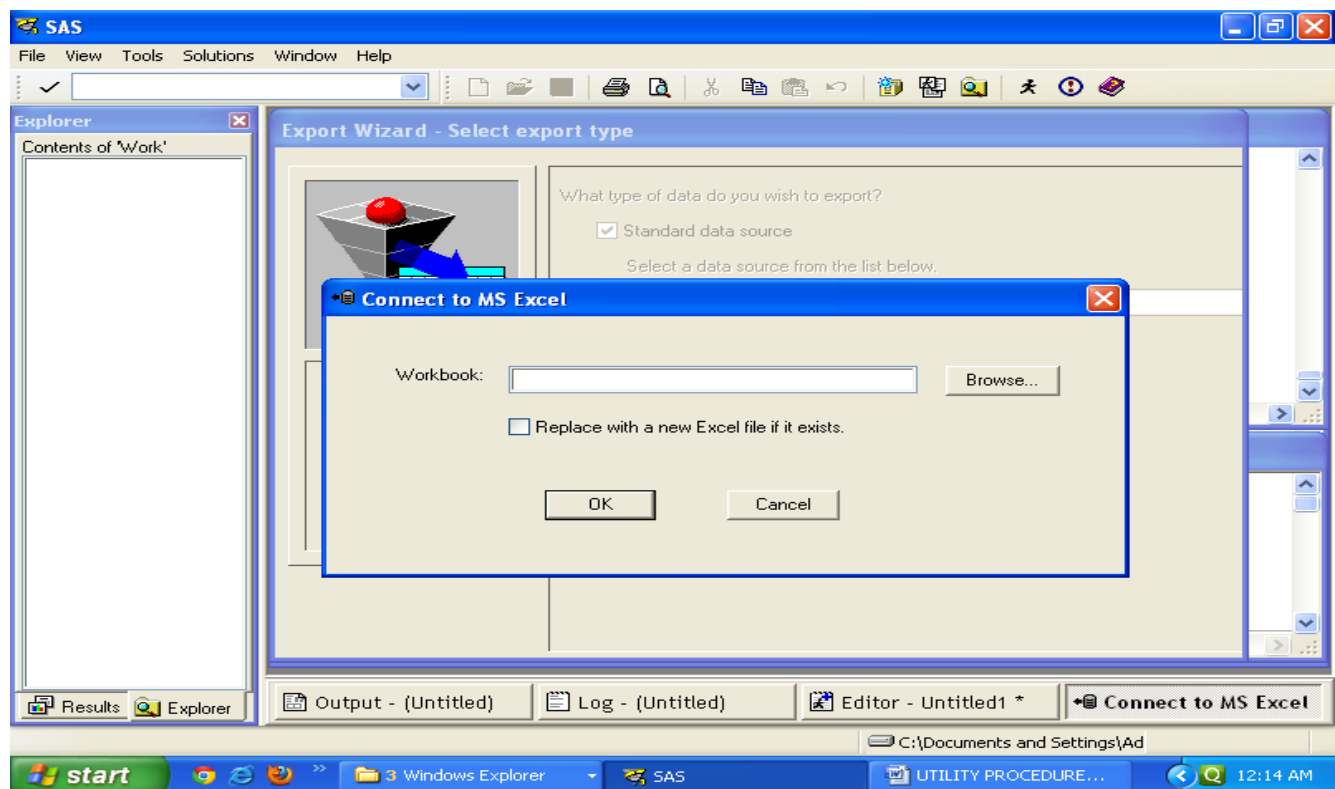 SAS
File View Tools Solutions Window Help
Explorer
Contents of 'Work'
Export Wizard - Select export type
What type of data do you wish to export?
Standard data source
Select a data source from the list below.
Connect to MS Excel
Workbook:
Browse...
Replace with a new Excel file if it exists.
OK
Cancel
Results
Explorer
Output - (Untitled)
Log - (Untitled)
Editor - Untitled1 *
Connect to MS Excel
C:\Documents and Settings\Ad
start
3 Windows Explorer
SAS
UTILITY PROCEDURE...
12:14 AM